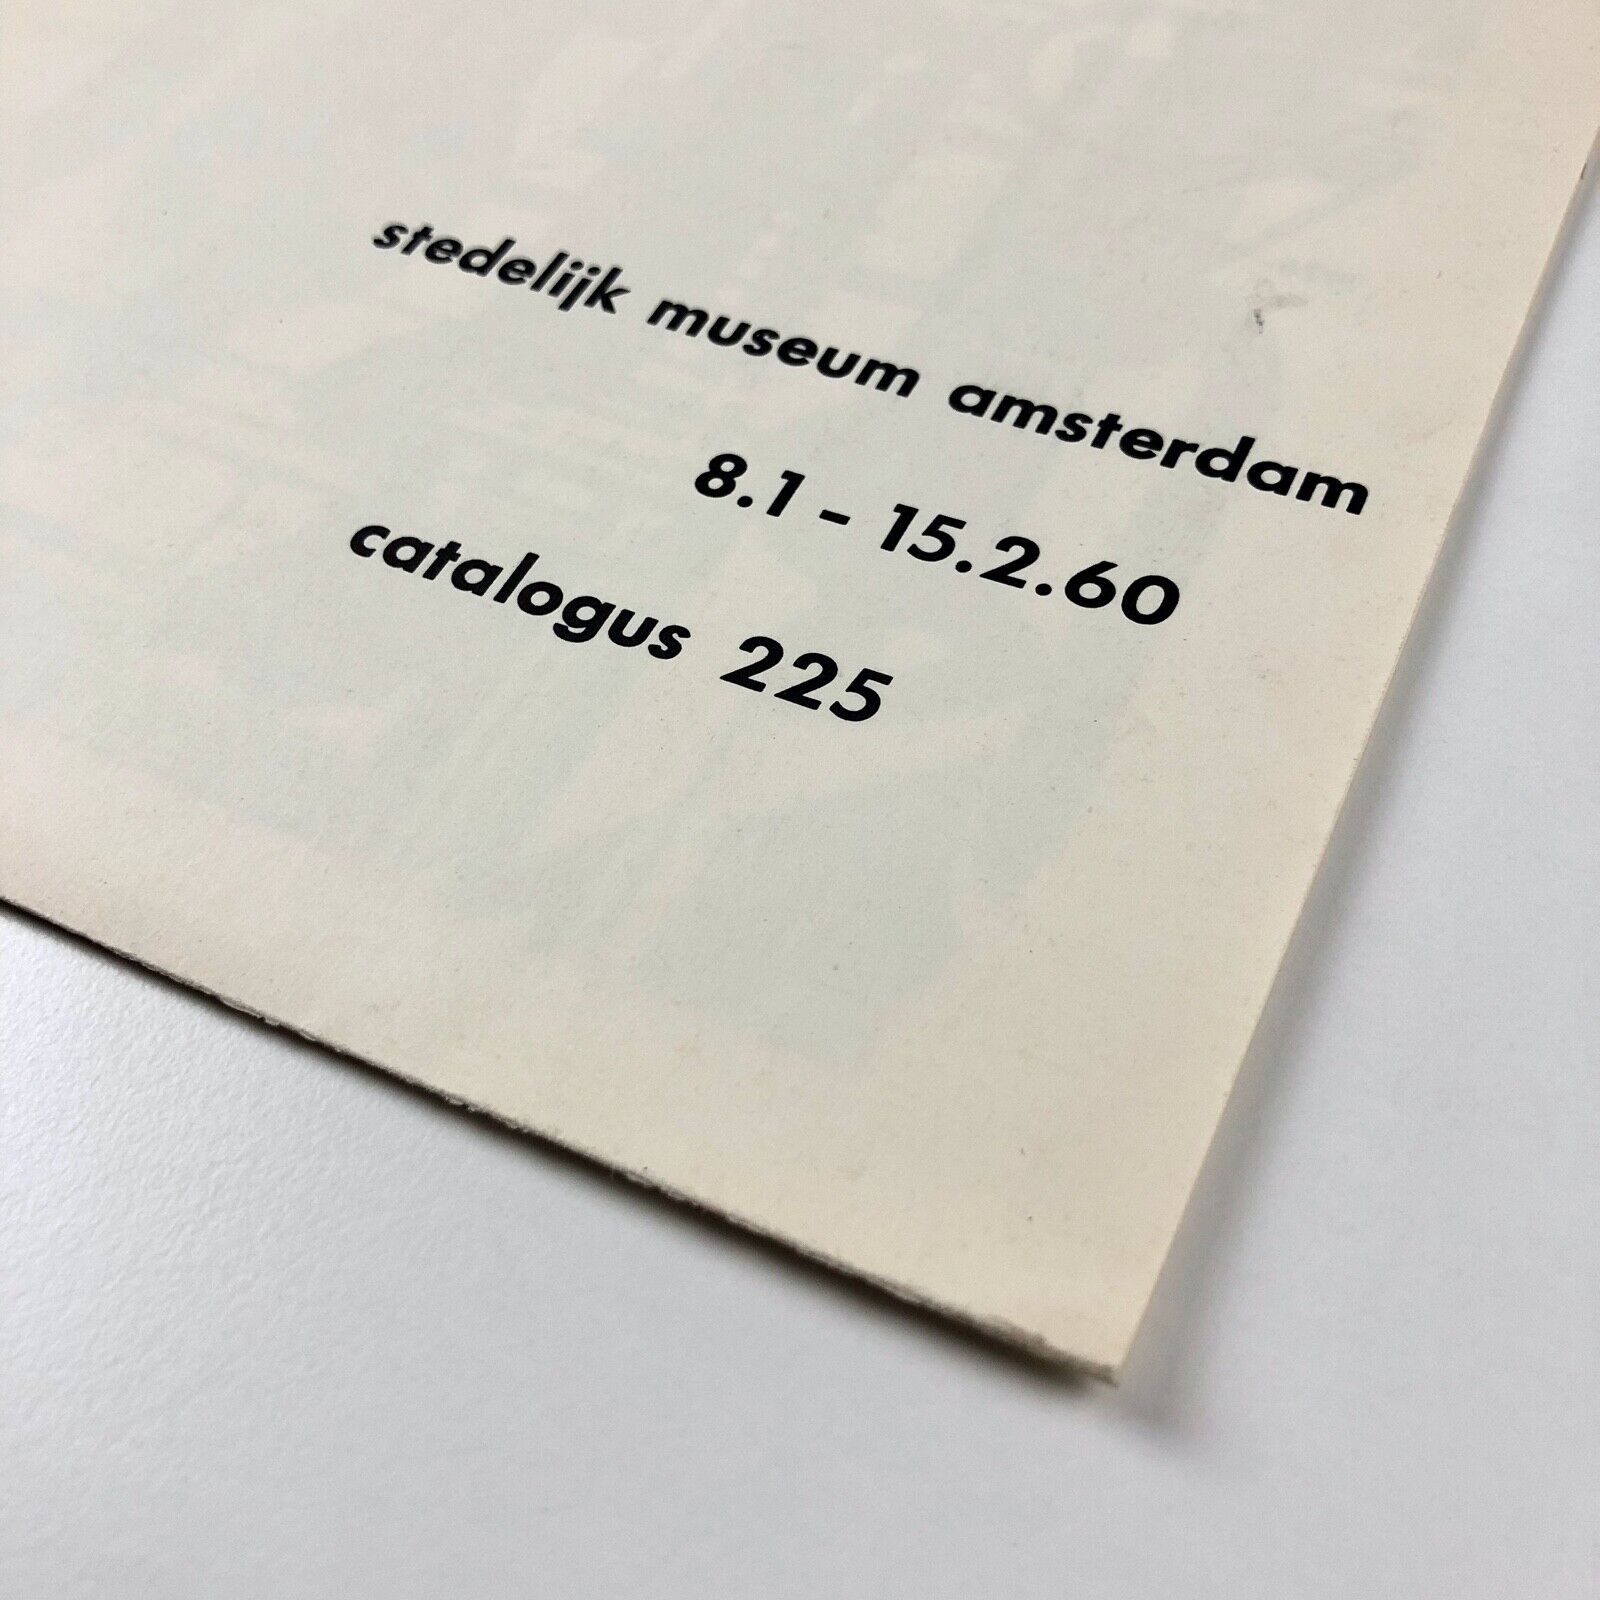 stedelijk museum amsterdam
8.1 - 15.2.60
catalogus 225